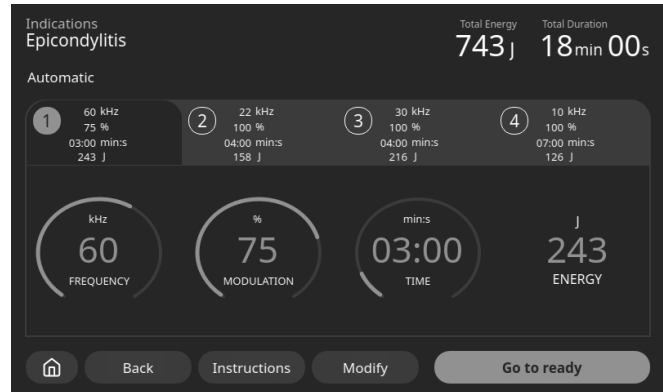 Indications
Epicondylitis
Total Energy
743 J
Total Duration
18min 00s
Automatic
1
60 kHz
75 %
03:00 min:s
243 J
2
22 kHz
100 %
04:00 min:s
158 J
3
30 kHz
100 %
04:00 min:s
216 J
4
10 kHz
100 %
07:00 min:s
126 J
kHz
60
FREQUENCY
%
75
MODULATION
min:s
03:00
TIME
J
243
ENERGY
Back
Instructions
Modify
Go to ready